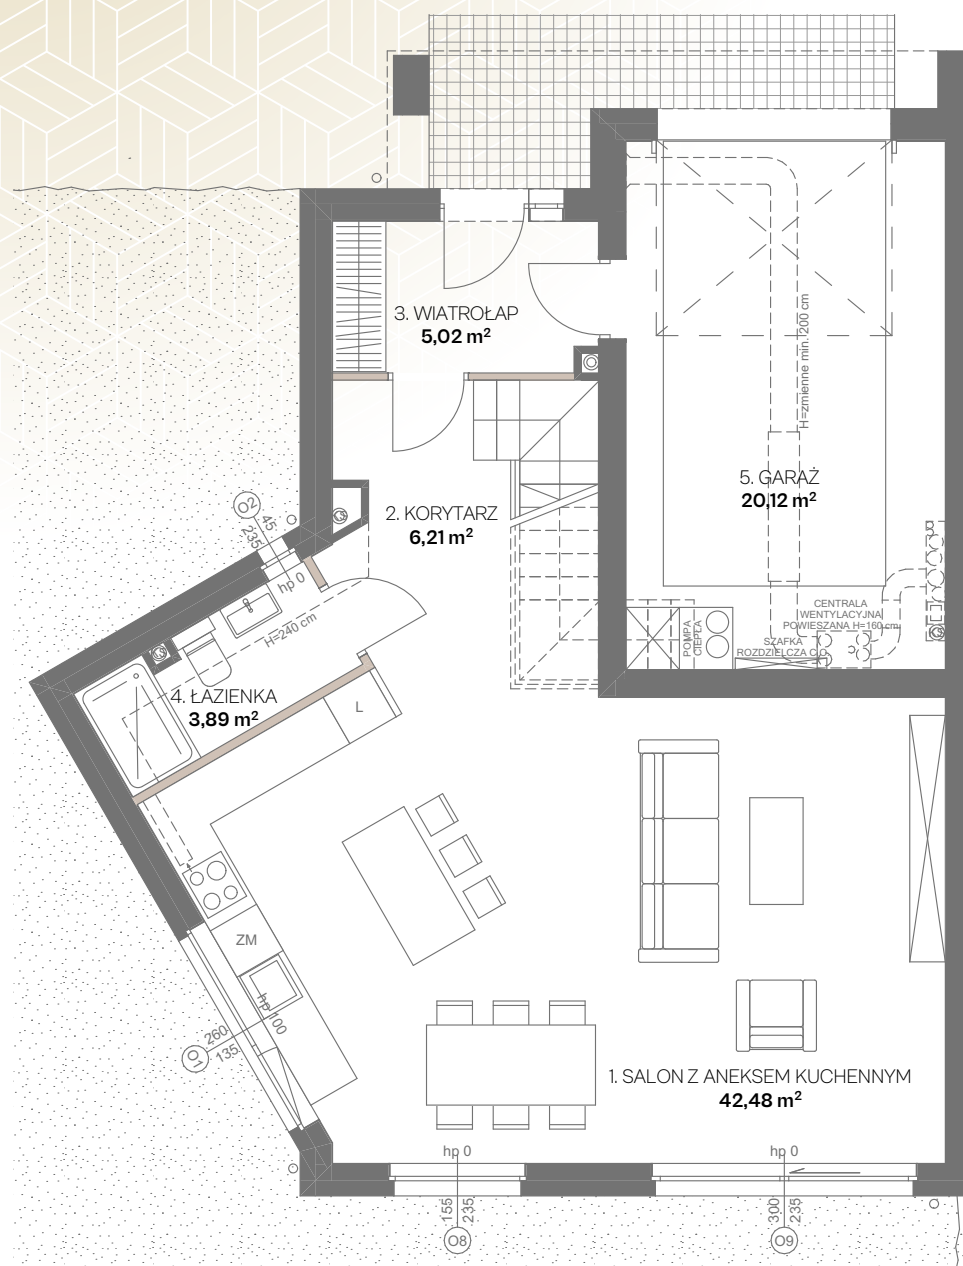 3. WIATROŁAP
5,02 m²
H=zmienne min. 200 cm
5. GARAŻ
20,12 m²
2. KORYTARZ
6,21 m²
O2
45
235
hp 0
H=240 cm
CENTRALA
WENTYLACYJNA
POWIESZANA H=160 cm
POMPA
CIEPŁA
SZAFKA
ROZDZIELCZA C.O.
4. ŁAZIENKA
3,89 m²
L
ZM
hp 100
260
135
O1
1. SALON Z ANEKSEM KUCHENNYM
42,48 m²
hp 0
hp 0
155
235
300
235
O8
O9